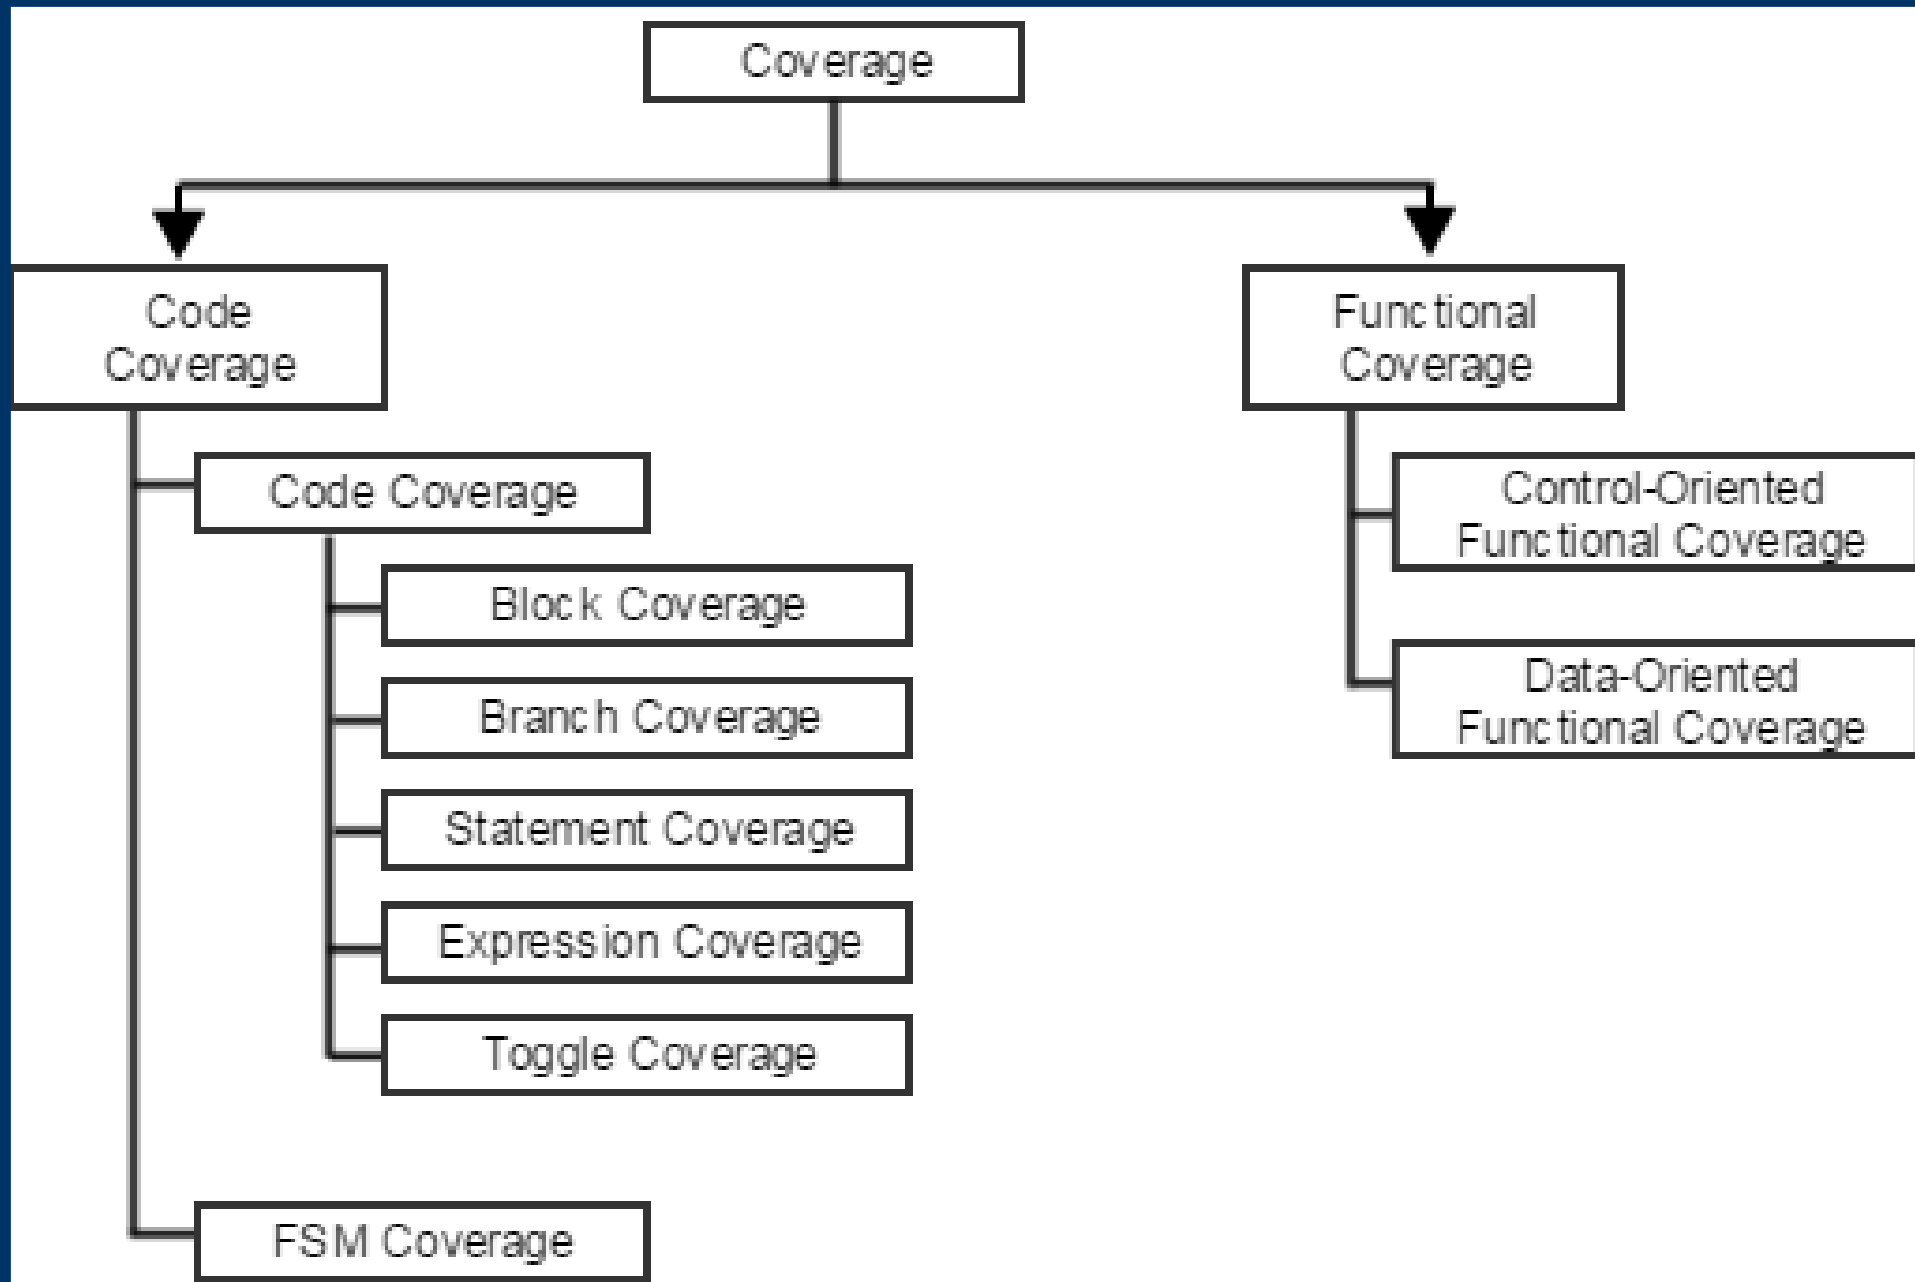 Coverage
Code
Coverage
Functional
Coverage
Code Coverage
Block Coverage
Branch Coverage
Statement Coverage
Expression Coverage
Toggle Coverage
FSM Coverage
Control-Oriented
Functional Coverage
Data-Oriented
Functional Coverage